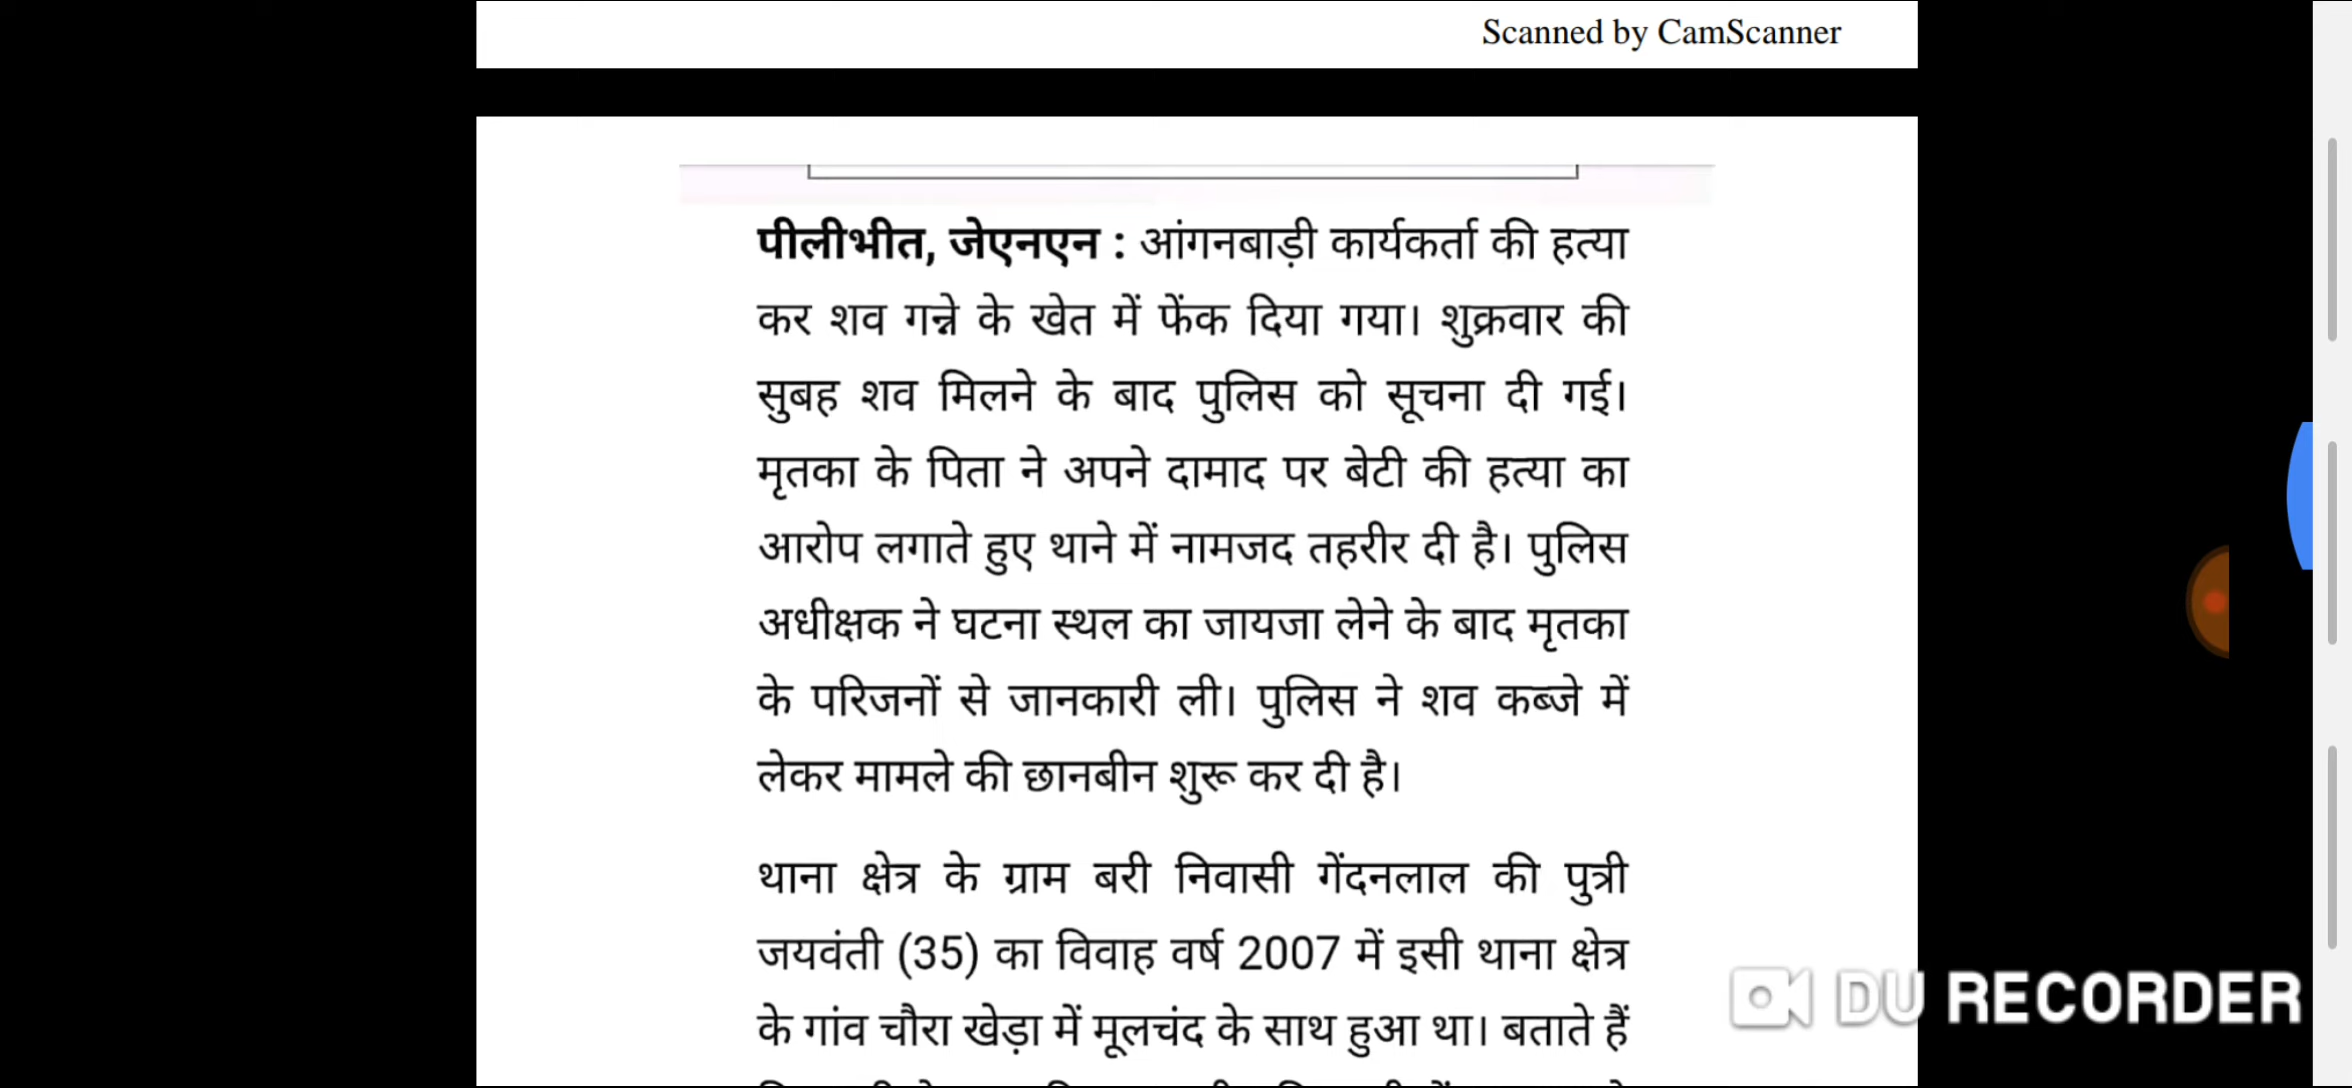 Scanned by CamScanner
पीलीभीत, जेएनएन : आंगनबाड़ी कार्यकर्ता की हत्या
कर शव गन्ने के खेत में फेंक दिया गया। शुक्रवार की
सुबह शव मिलने के बाद पुलिस को सूचना दी गई।
मृतका के पिता ने अपने दामाद पर बेटी की हत्या का
आरोप लगाते हुए थाने में नामजद तहरीर दी है। पुलिस
अधीक्षक ने घटना स्थल का जायजा लेने के बाद मृतका
के परिजनों से जानकारी ली। पुलिस ने शव कब्जे में
लेकर मामले की छानबीन शुरू कर दी है।
थाना क्षेत्र के ग्राम बरी निवासी गेंदनलाल की पुत्री
जयवंती (35) का विवाह वर्ष 2007 में इसी थाना क्षेत्र
के गांव चौरा खेड़ा में मूलचंद के साथ हुआ था। बताते हैं
DU RECORDER